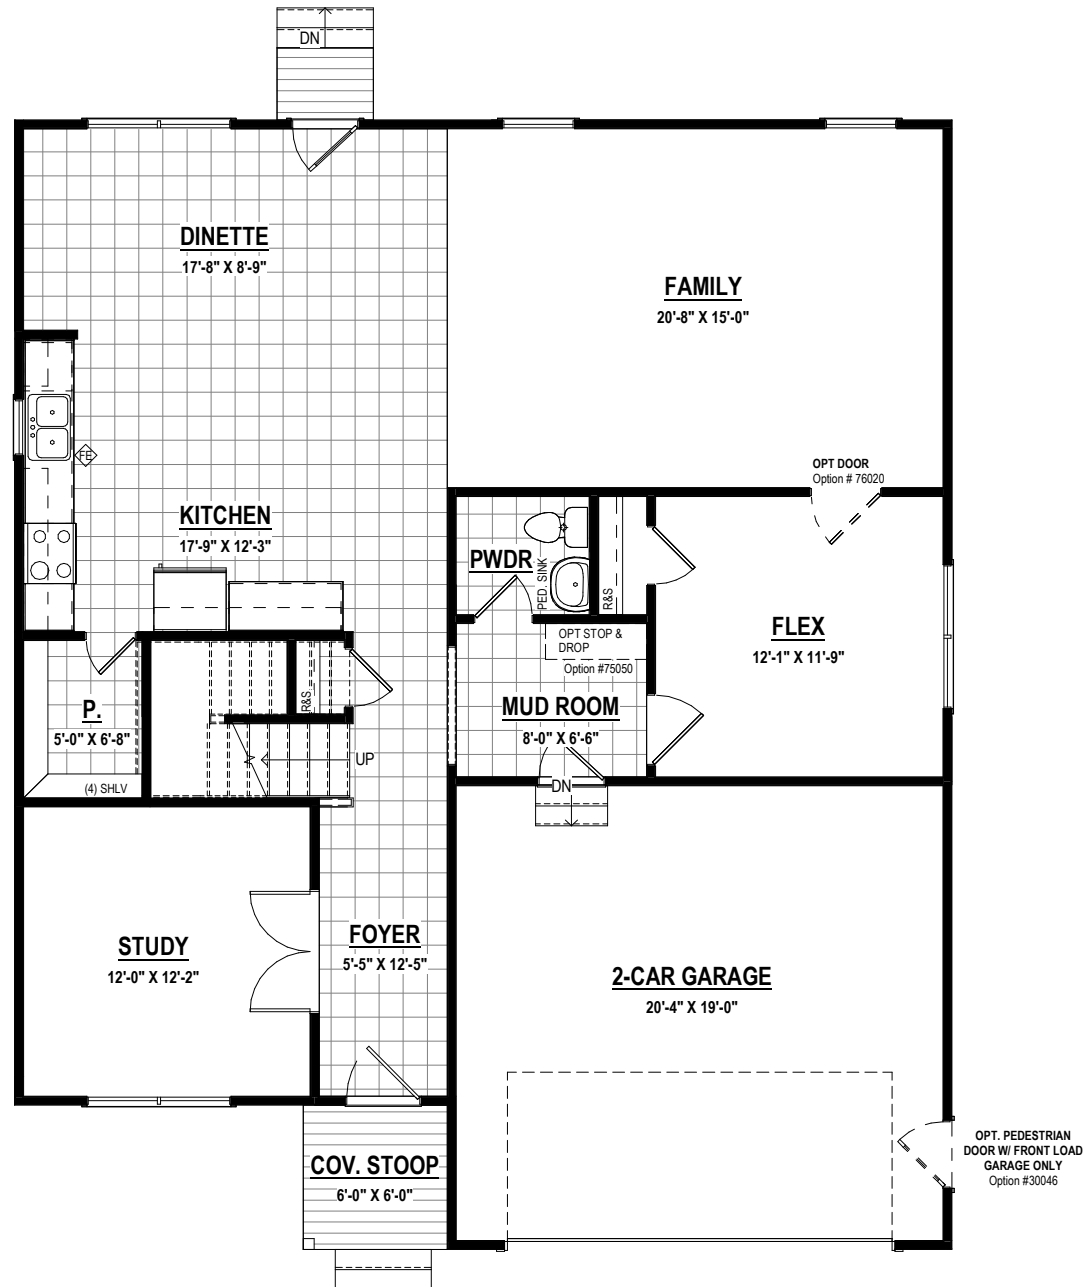 DN
DINETTE
17'-8" X 8'-9"
FAMILY
20'-8" X 15'-0"
FE
OPT DOOR
Option # 76020
KITCHEN
17'-9" X 12'-3"
PWDR
PED. SINK
R&S
FLEX
12'-1" X 11'-9"
OPT STOP &
DROP
Option #75050
MUD ROOM
8'-0" X 6'-6"
R&S
P.
5'-0" X 6'-8"
UP
(4) SHLV
DN
STUDY
12'-0" X 12'-2"
FOYER
5'-5" X 12'-5"
2-CAR GARAGE
20'-4" X 19'-0"
OPT. PEDESTRIAN
DOOR W/ FRONT LOAD
GARAGE ONLY
Option #30046
COV. STOOP
6'-0" X 6'-0"